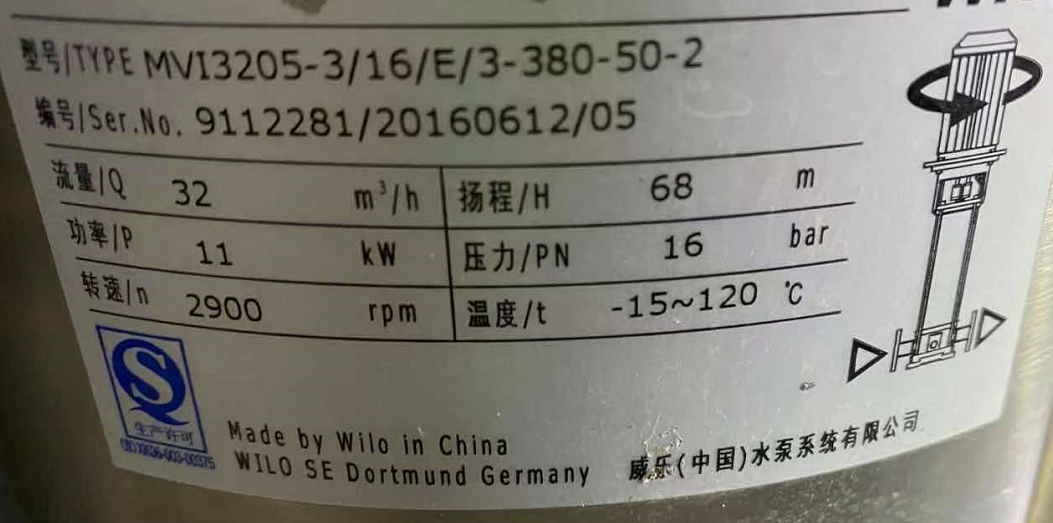 型号/TYPE MVI3205-3/16/E/3-380-50-2
编号/Ser.No. 9112281/20160612/05
流量/Q 32 m³/h 扬程/H 68 m
功率/P 11 kW 压力/PN 16 bar
转速/n 2900 rpm 温度/t -15~120 ℃
生产许可
Made by Wilo in China
WILO SE Dortmund Germany 威乐(中国)水泵系统有限公司